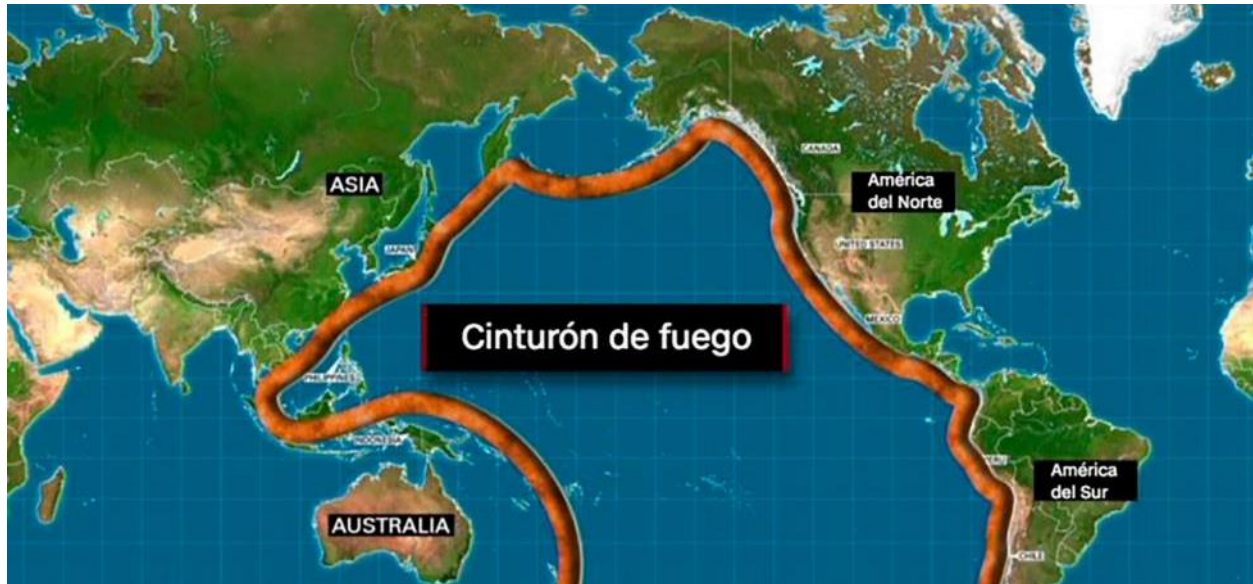 ASIA
América
del Norte
CANADA
JAPAN
UNITED STATES
Cinturón de fuego
MEXICO
PHILIPPINES
INDONESIA
PERU
América
del Sur
AUSTRALIA
CHILE